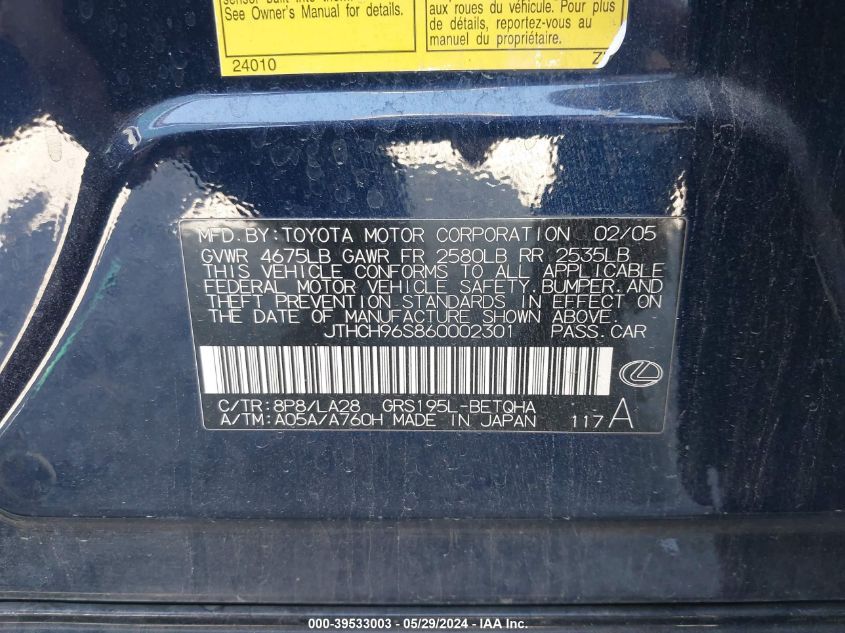 See Owner's Manual for details.
24010
aux roues du véhicule. Pour plus
de détails, reportez-vous au
manuel du propriétaire.
MFD. BY: TOYOTA MOTOR CORPORATION 02/05
GVWR 4675LB GAWR FR 2580LB RR 2535LB
THIS VEHICLE CONFORMS TO ALL APPLICABLE
FEDERAL MOTOR VEHICLE SAFETY, BUMPER, AND
THEFT PREVENTION STANDARDS IN EFFECT ON
THE DATE OF MANUFACTURE SHOWN ABOVE.
JTHCH96S860002301 PASS. CAR
C/TR: 8P8/LA28 GRS195L-BETQHA
A/TM: A05A/A760H MADE IN JAPAN 117 A
000-39533003 - 05/29/2024 - IAA Inc.